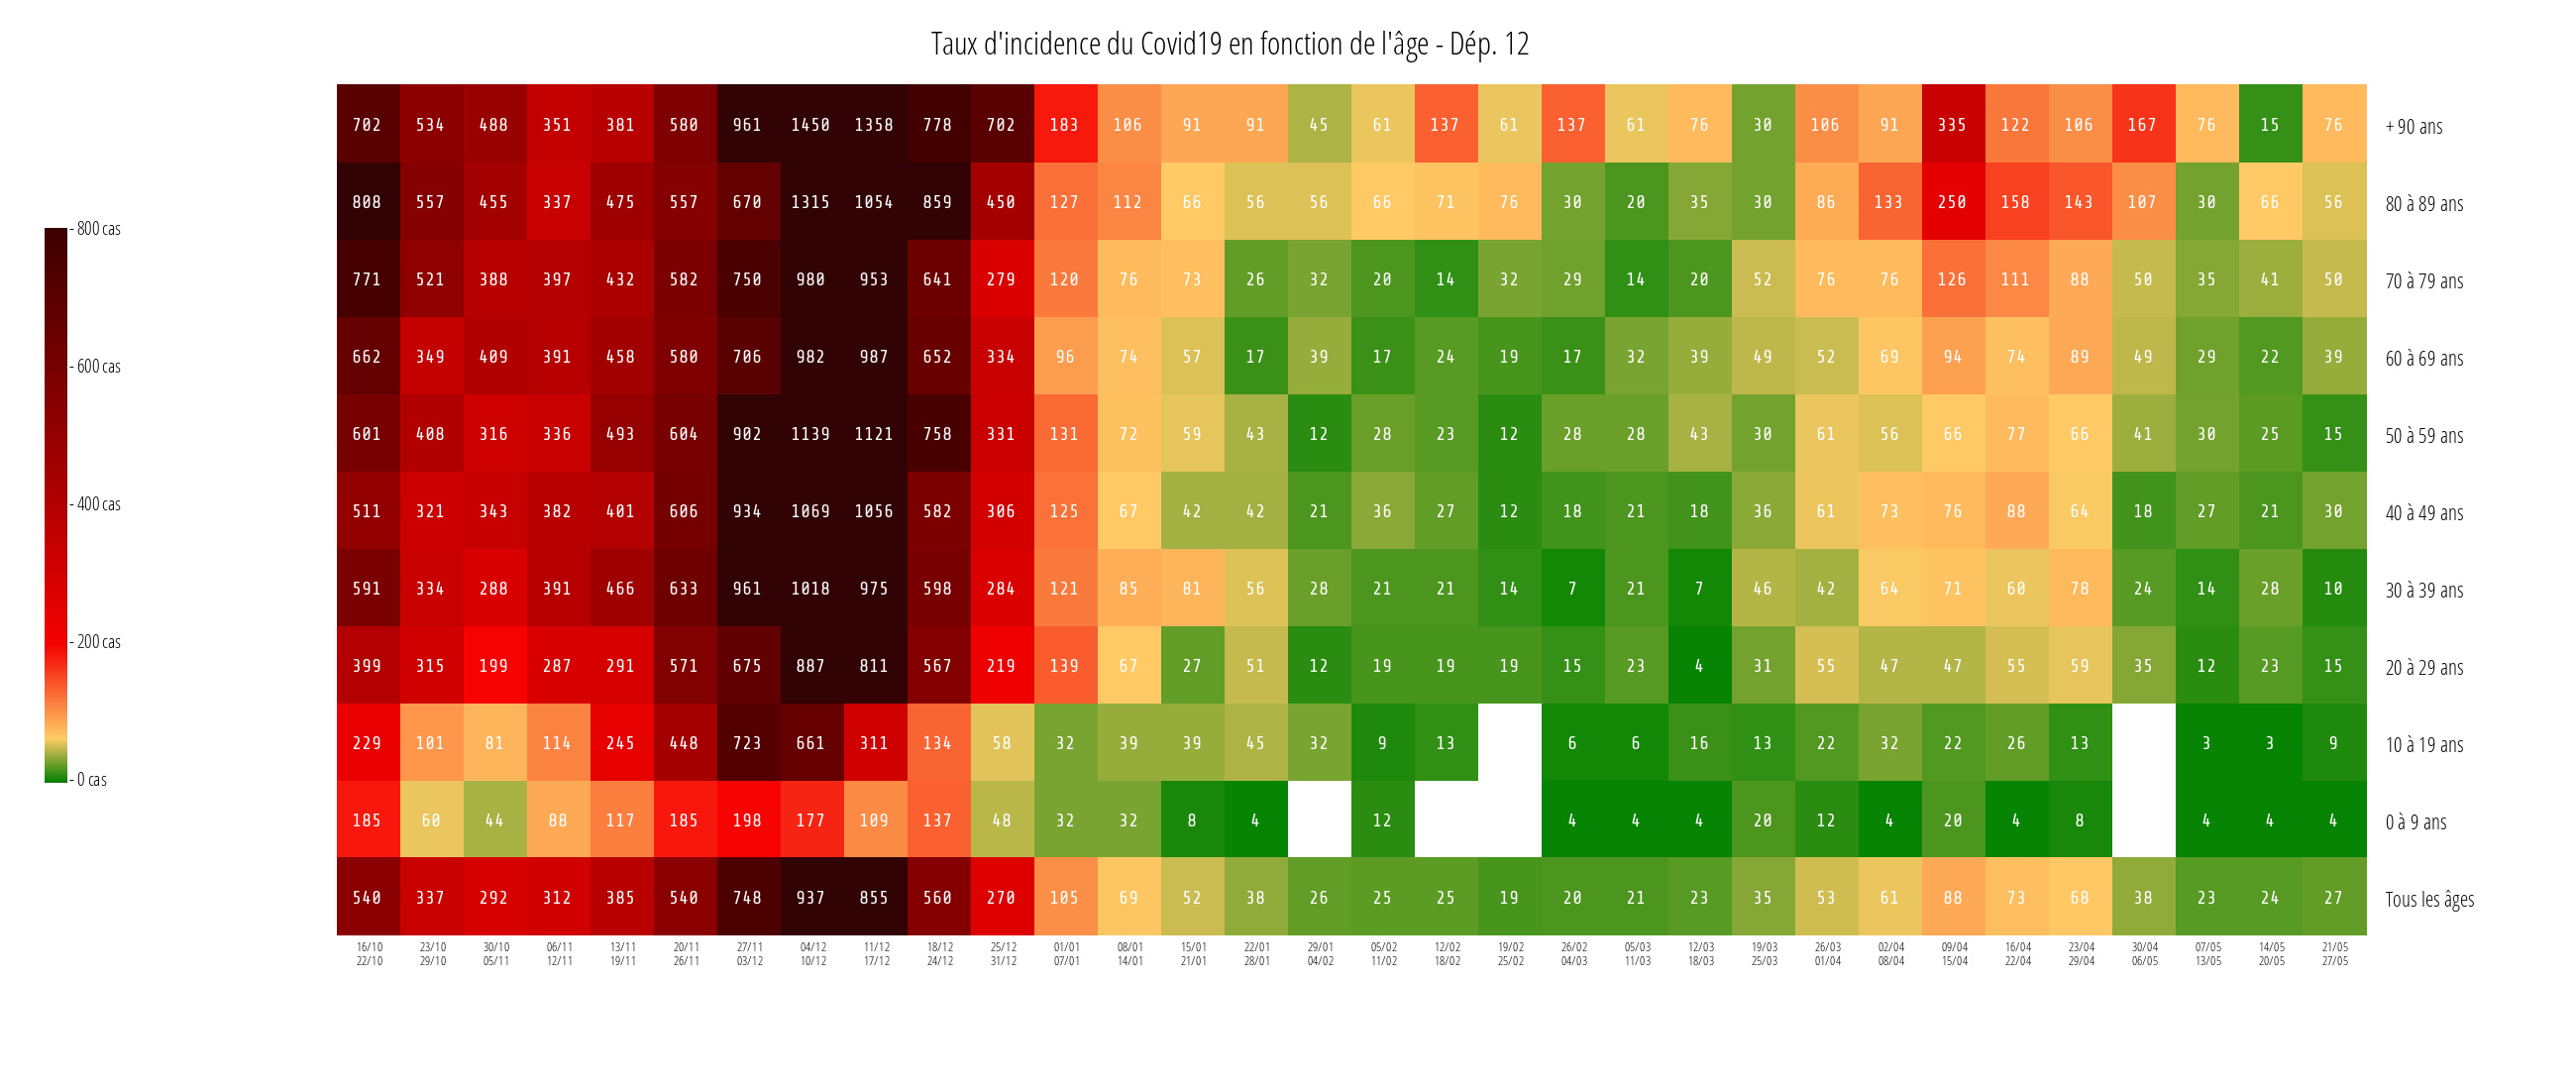 Taux d'incidence du Covid19 en fonction de l'âge - Dép. 12
- 800 cas
- 600 cas
- 400 cas
- 200 cas
- 0 cas
702 534 488 351 381 580 961 1450 1358 778 702 183 106 91 91 45 61 137 61 137 61 76 30 106 91 335 122 106 167 76 15 76 + 90 ans
808 557 455 337 475 557 670 1315 1054 859 450 127 112 66 56 56 66 71 76 30 20 35 30 86 133 250 158 143 107 30 66 56 80 à 89 ans
771 521 388 397 432 582 750 980 953 641 279 120 76 73 26 32 20 14 32 29 14 20 52 76 76 126 111 88 50 35 41 50 70 à 79 ans
662 349 409 391 458 580 706 982 987 652 334 96 74 57 17 39 17 24 19 17 32 39 49 52 69 94 74 89 49 29 22 39 60 à 69 ans
601 408 316 336 493 604 902 1139 1121 758 331 131 72 59 43 12 28 23 12 28 28 43 30 61 56 66 77 66 41 30 25 15 50 à 59 ans
511 321 343 382 401 606 934 1069 1056 582 306 125 67 42 42 21 36 27 12 18 21 18 36 61 73 76 88 64 18 27 21 30 40 à 49 ans
591 334 288 391 466 633 961 1018 975 598 284 121 85 81 56 28 21 21 14 7 21 7 46 42 64 71 60 78 24 14 28 10 30 à 39 ans
399 315 199 287 291 571 675 887 811 567 219 139 67 27 51 12 19 19 19 15 23 4 31 55 47 47 55 59 35 12 23 15 20 à 29 ans
229 101 81 114 245 448 723 661 311 134 58 32 39 39 45 32 9 13 6 6 16 13 22 32 22 26 13 3 3 9 10 à 19 ans
185 60 44 88 117 185 198 177 109 137 48 32 32 8 4 12 4 4 4 20 12 4 20 4 8 4 4 4 0 à 9 ans
540 337 292 312 385 540 748 937 855 560 270 105 69 52 38 26 25 25 19 20 21 23 35 53 61 88 73 68 38 23 24 27 Tous les âges
16/10 23/10 30/10 06/11 13/11 20/11 27/11 04/12 11/12 18/12 25/12 01/01 08/01 15/01 22/01 29/01 05/02 12/02 19/02 26/02 05/03 12/03 19/03 26/03 02/04 09/04 16/04 23/04 30/04 07/05 14/05 21/05
22/10 29/10 05/11 12/11 19/11 26/11 03/12 10/12 17/12 24/12 31/12 07/01 14/01 21/01 28/01 04/02 11/02 18/02 25/02 04/03 11/03 18/03 25/03 01/04 08/04 15/04 22/04 29/04 06/05 13/05 20/05 27/05